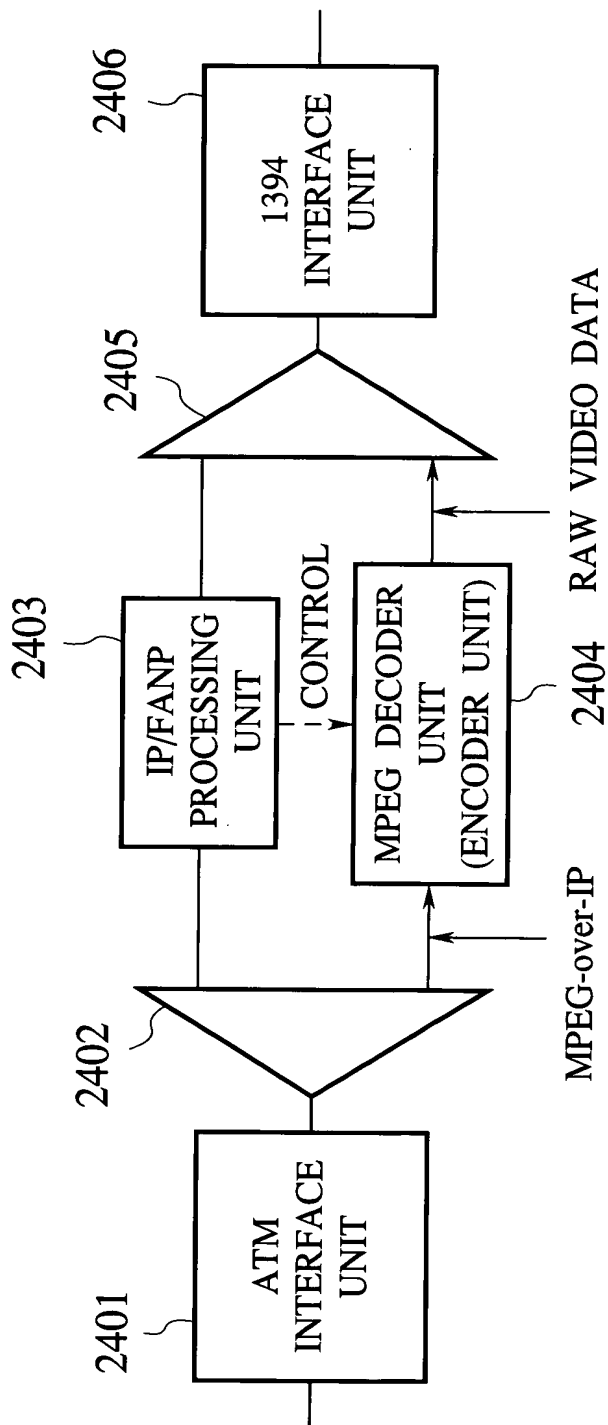 2401
ATM
INTERFACE
UNIT
2402
2403
IP/FANP
PROCESSING
UNIT
CONTROL
MPEG DECODER
UNIT
(ENCODER UNIT)
2404
MPEG-over-IP
RAW VIDEO DATA
2405
2406
1394
INTERFACE
UNIT